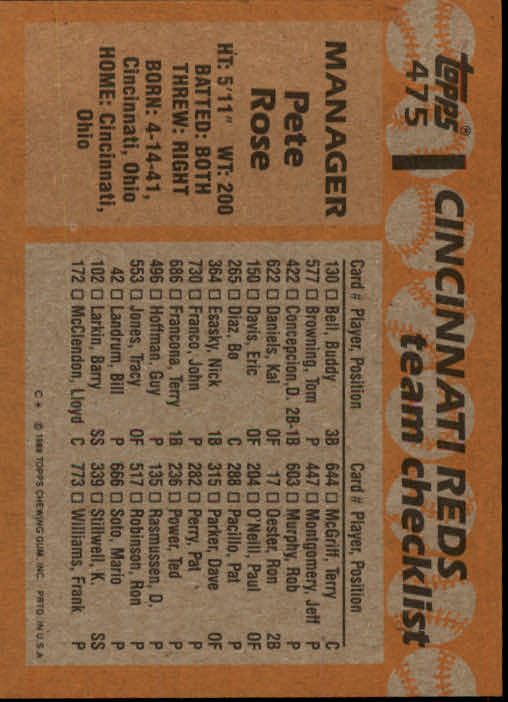 topps®
475
CINCINNATI REDS
team checklist
MANAGER
Pete
Rose
HT: 5'11" WT: 200
BATTED: BOTH
THREW: RIGHT
BORN: 4-14-41,
Cincinnati, Ohio
HOME: Cincinnati,
Ohio
Card # Player, Position
130 □ Bell, Buddy 3B
577 □ Browning, Tom P
422 □ Concepcion, D. 2B-1B
622 □ Daniels, Kal OF
150 □ Davis, Eric OF
265 □ Diaz, Bo C
364 □ Esasky, Nick 1B
730 □ Franco, John P
686 □ Francona, Terry 1B
496 □ Hoffman, Guy P
553 □ Jones, Tracy OF
42 □ Landrum, Bill P
102 □ Larkin, Barry SS
172 □ McClendon, Lloyd C
Card # Player, Position
644 □ McGriff, Terry C
447 □ Montgomery, Jeff P
603 □ Murphy, Rob P
17 □ Oester, Ron 2B
204 □ O'Neill, Paul OF
288 □ Pacillo, Pat P
315 □ Parker, Dave OF
282 □ Perry, Pat P
236 □ Power, Ted P
135 □ Rasmussen, D. P
517 □ Robinson, Ron P
666 □ Soto, Mario P
339 □ Stillwell, K. SS
773 □ Williams, Frank P
C * © 1988 TOPPS CHEWING GUM, INC. PRTD. IN U.S.A.